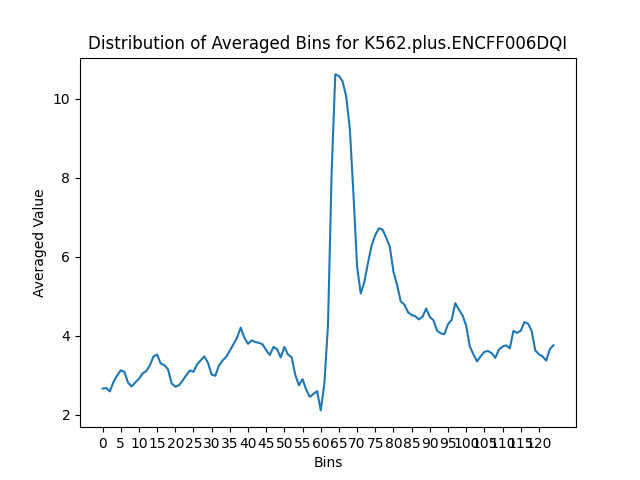 Distribution of Averaged Bins for K562.plus.ENCFF006DQI
Averaged Value
10
8
6
4
2
0 5 10 15 20 25 30 35 40 45 50 55 60 65 70 75 80 85 90 95 100 105 110 115 120
Bins